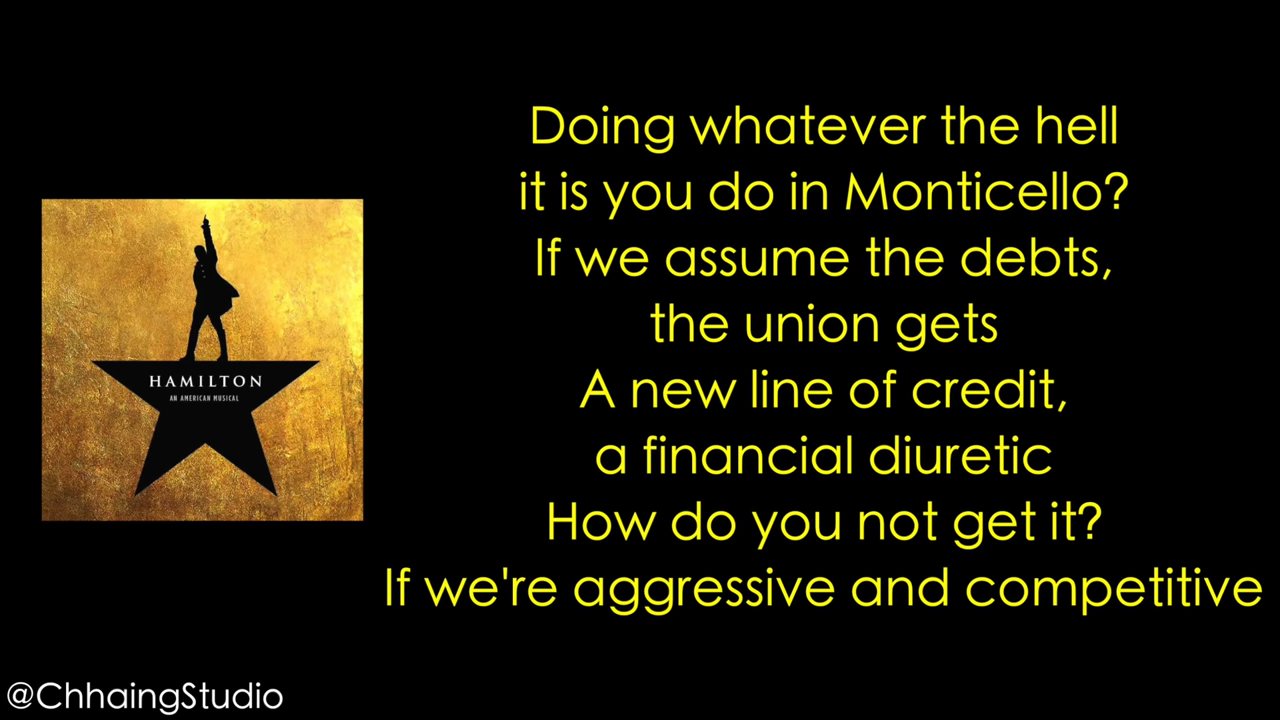 Doing whatever the hell
it is you do in Monticello?
If we assume the debts,
the union gets
A new line of credit,
a financial diuretic
How do you not get it?
If we're aggressive and competitive
HAMILTON
AN AMERICAN MUSICAL
@ChhaingStudio